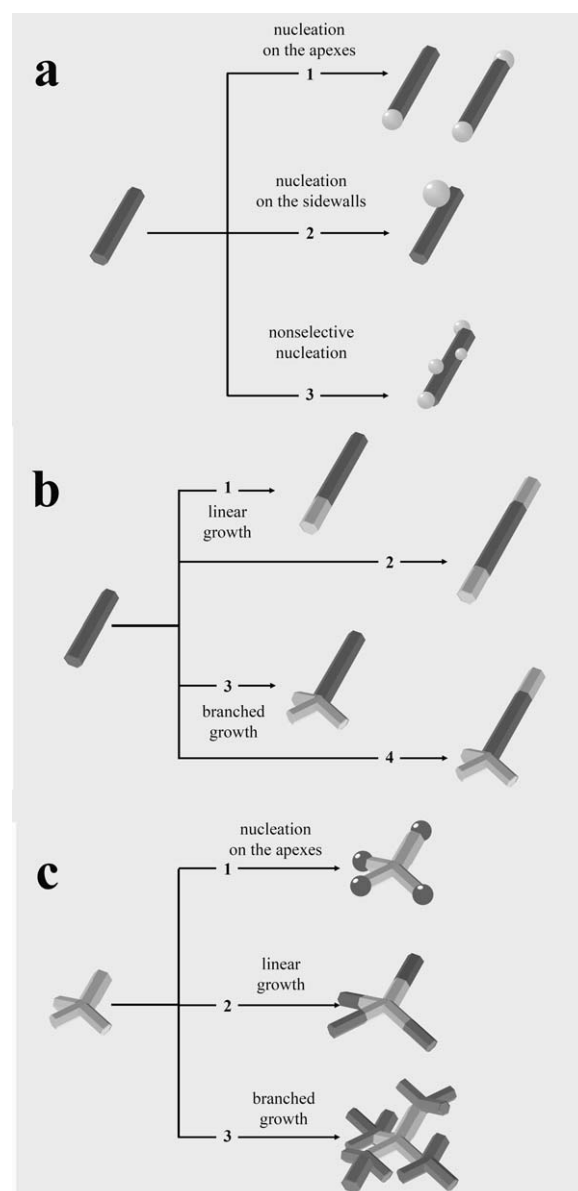 a
nucleation
on the apexes
1
nucleation
on the sidewalls
2
nonselective
nucleation
3
b
1
linear
growth
2
3
branched
growth
4
c
nucleation
on the apexes
1
linear
growth
2
branched
growth
3